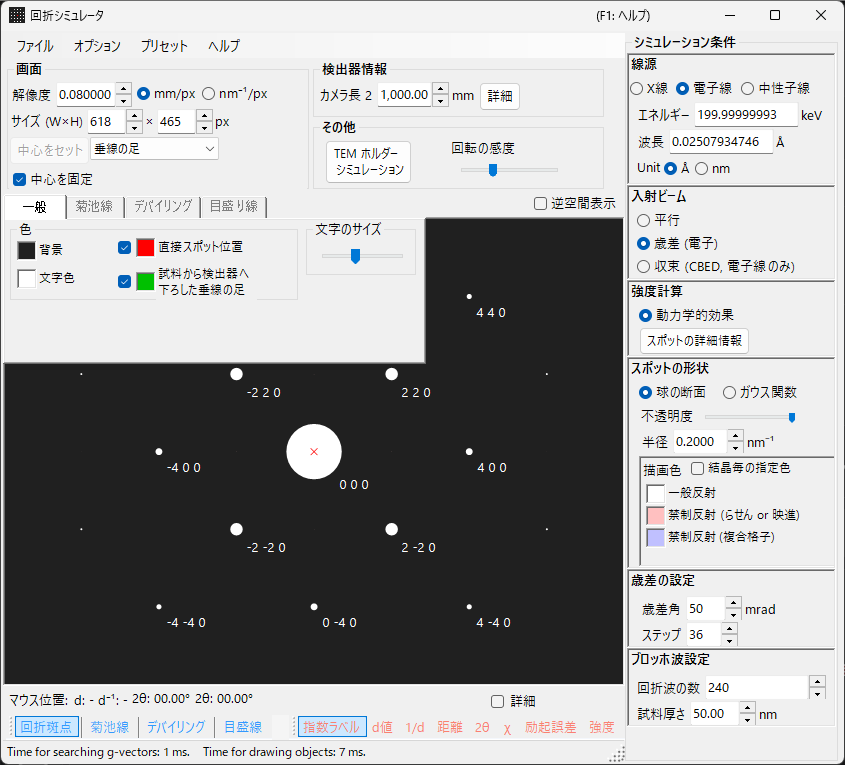 回折シミュレータ
(F1: ヘルプ)
ファイル オプション プリセット ヘルプ
画面
解像度 0.080000 mm/px nm⁻¹/px
サイズ (W×H) 618 × 465 px
中心をセット 垂線の足
中心を固定
検出器情報
カメラ長 2 1,000.00 mm 詳細
その他
TEM ホルダー
シミュレーション
回転の感度
一般 菊池線 デバイリング 目盛り線
逆空間表示
色
背景
文字色
直接スポット位置
試料から検出器へ
下ろした垂線の足
文字のサイズ
4 4 0
-2 2 0 2 2 0
-4 0 0 4 0 0
0 0 0
-2 -2 0 2 -2 0
-4 -4 0 0 -4 0 4 -4 0
マウス位置: d: - d⁻¹: - 2θ: 00.00° 2θ: 00.00°
詳細
回折斑点 菊池線 デバイリング 目盛線 指数ラベル d値 1/d 距離 2θ χ 励起誤差 強度
Time for searching g-vectors: 1 ms. Time for drawing objects: 7 ms.
シミュレーション条件
線源
X線 電子線 中性子線
エネルギー 199.99999993 keV
波長 0.02507934746 Å
Unit Å nm
入射ビーム
平行
歳差 (電子)
収束 (CBED, 電子線のみ)
強度計算
動力学的効果
スポットの詳細情報
スポットの形状
球の断面 ガウス関数
不透明度
半径 0.2000 nm⁻¹
描画色 結晶毎の指定色
一般反射
禁制反射 (らせん or 映進)
禁制反射 (複合格子)
歳差の設定
歳差角 50 mrad
ステップ 36
ブロッホ波設定
回折波の数 240
試料厚さ 50.00 nm